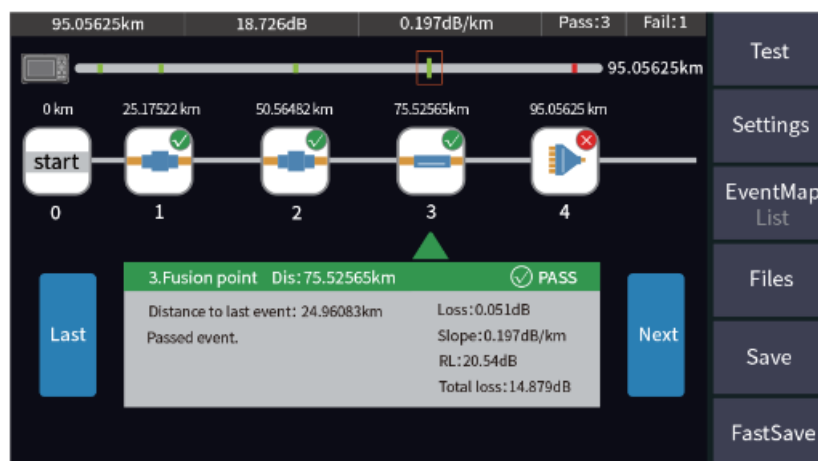 95.05625km 18.726dB 0.197dB/km Pass:3 Fail:1
95.05625km
0 km 25.17522 km 50.56482 km 75.52565km 95.05625 km
start
0 1 2 3 4
3.Fusion point Dis:75.52565km PASS
Distance to last event: 24.96083km
Passed event.
Loss:0.051dB
Slope:0.197dB/km
RL:20.54dB
Total loss:14.879dB
Last
Next
Test
Settings
EventMap
List
Files
Save
FastSave